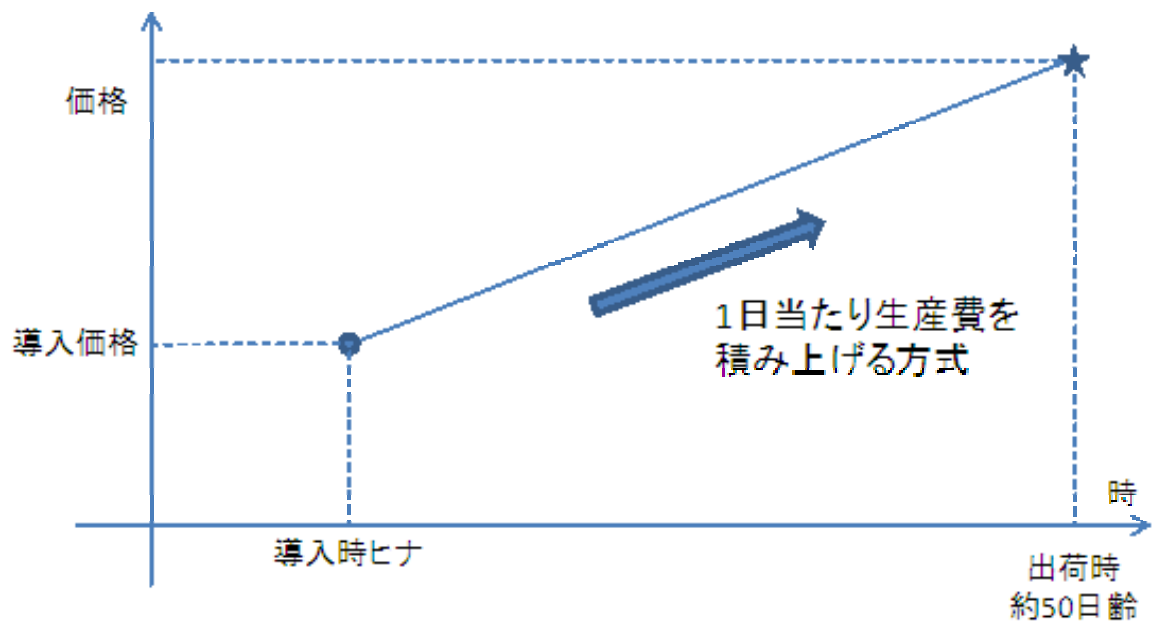 価格
導入価格
1日当たり生産費を
積み上げる方式
時
導入時ヒナ
出荷時
約50日齢